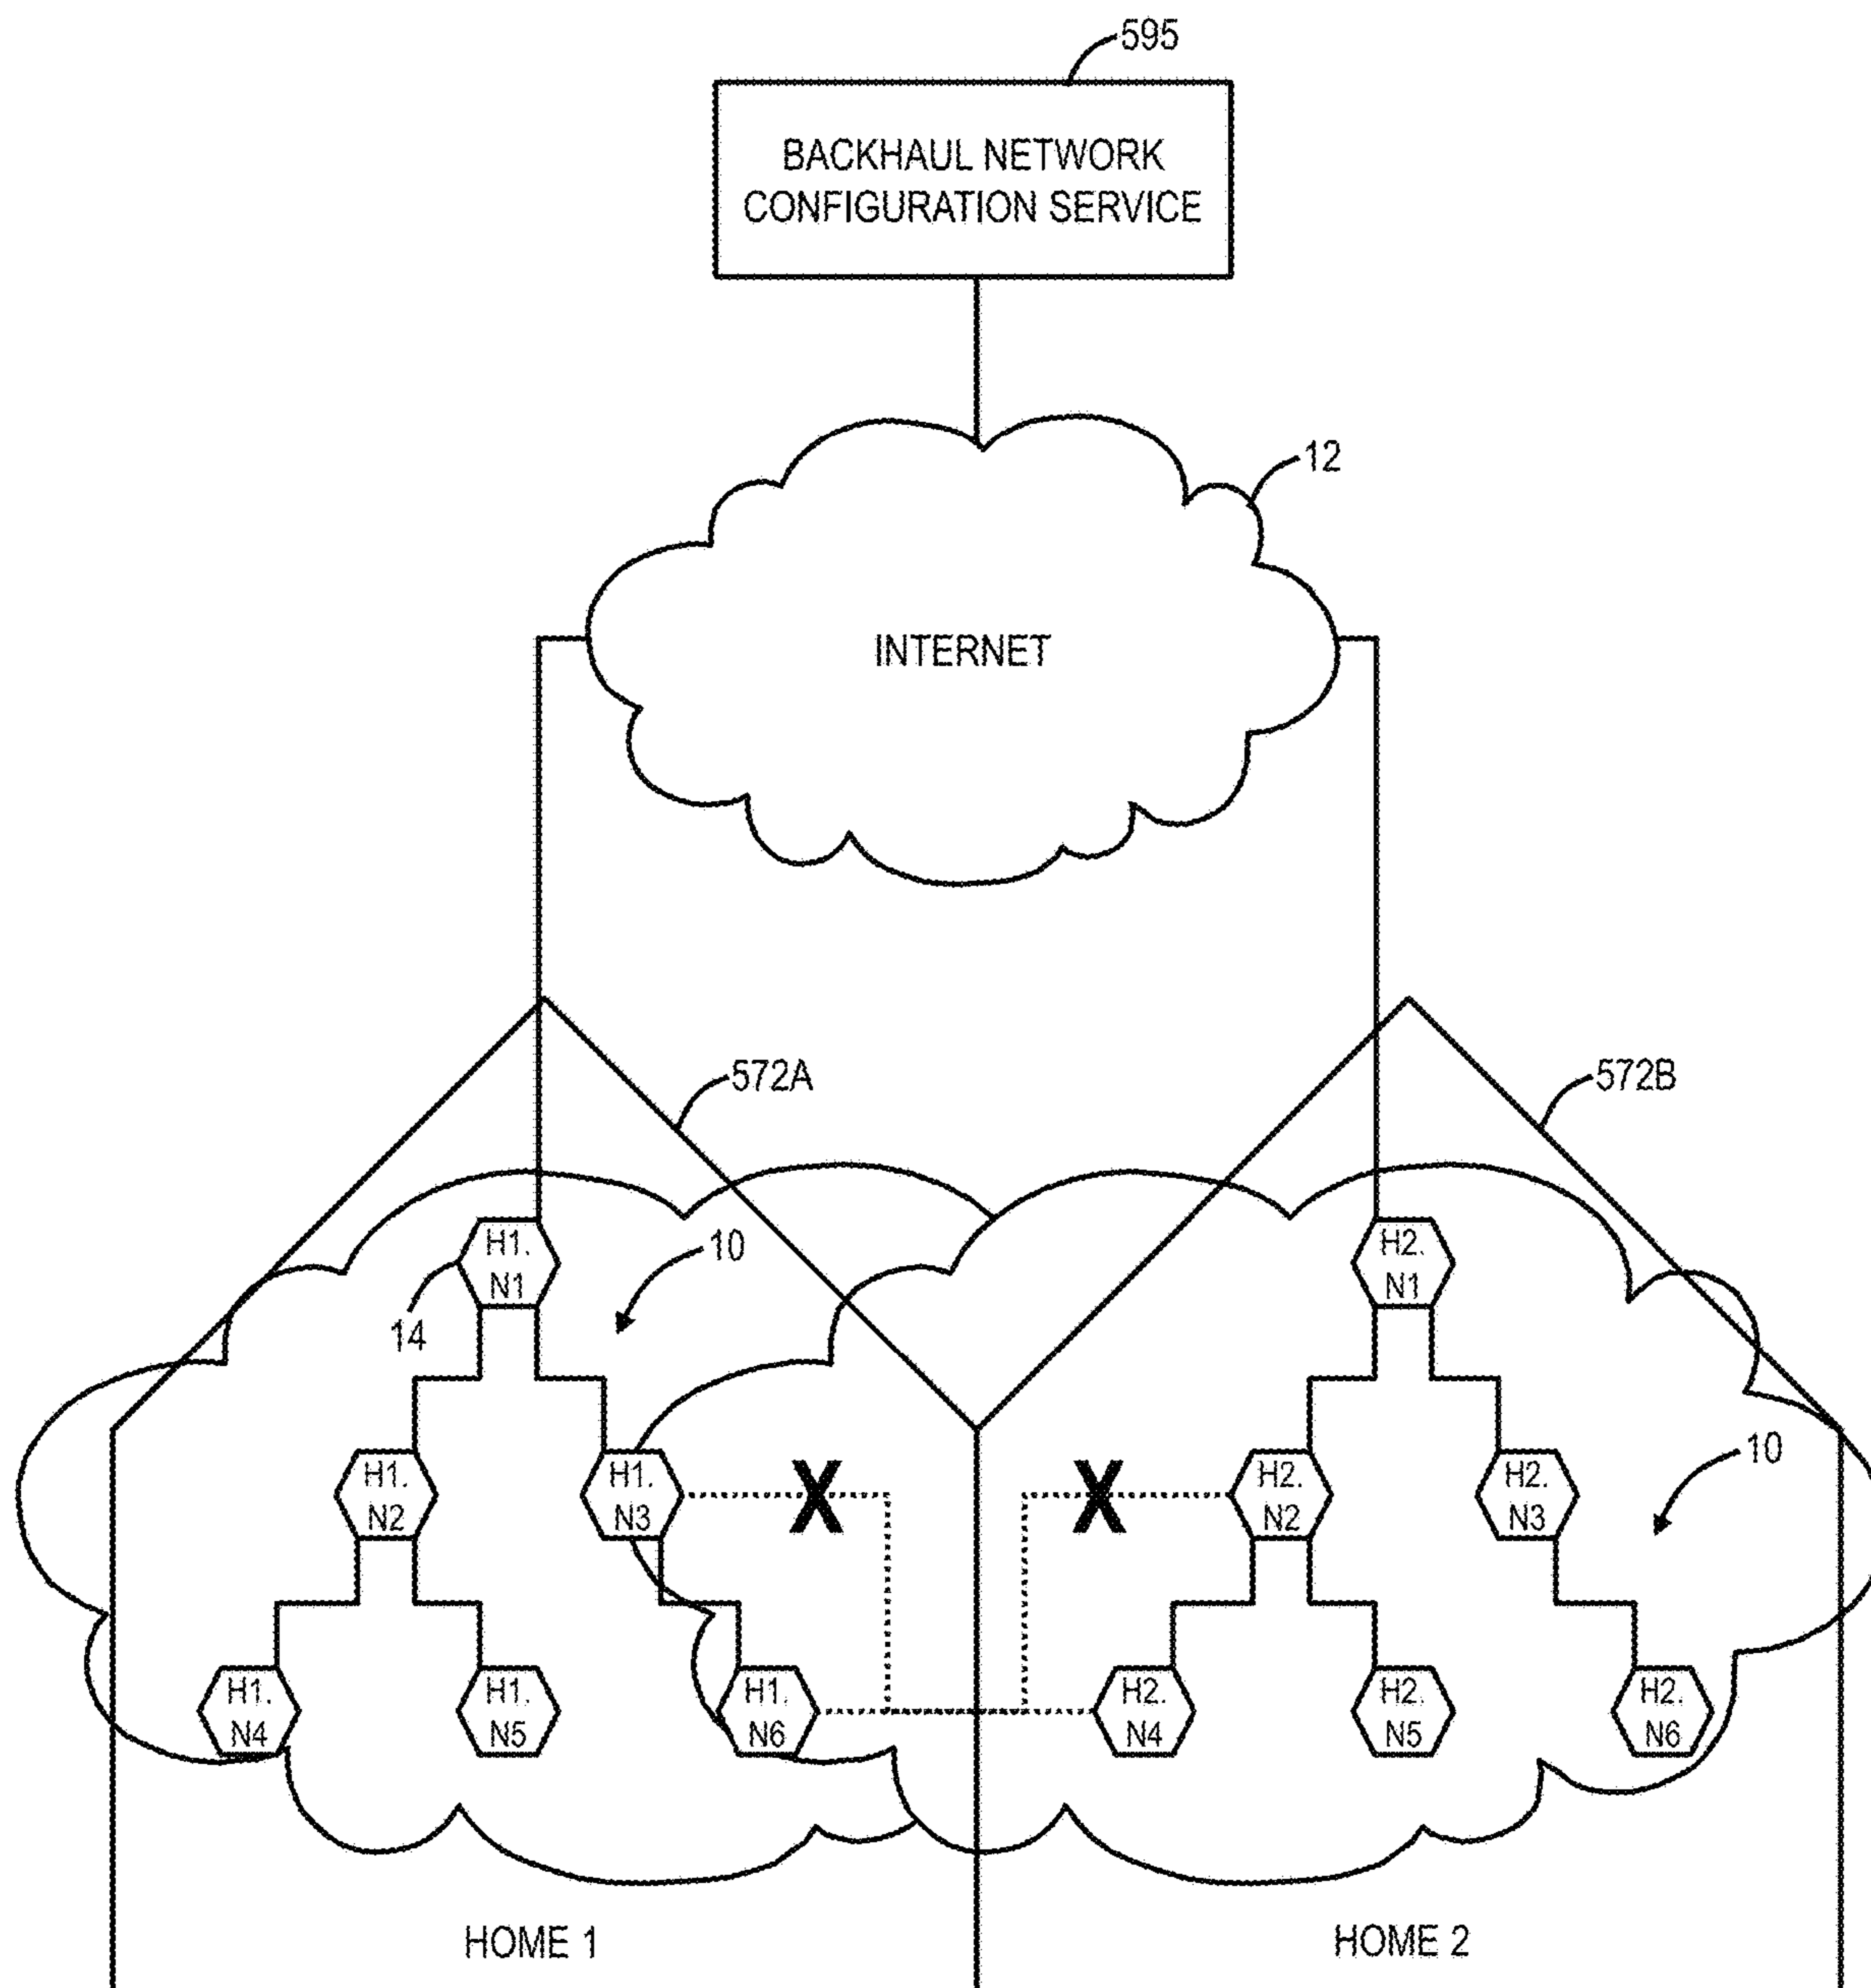 595
BACKHAUL NETWORK
CONFIGURATION SERVICE
12
INTERNET
572A
572B
H1.
N1
10
H2.
N1
14
H1.
N2
H1.
N3
X
X
H2.
N2
H2.
N3
10
H1.
N4
H1.
N5
H1.
N6
H2.
N4
H2.
N5
H2.
N6
HOME 1
HOME 2